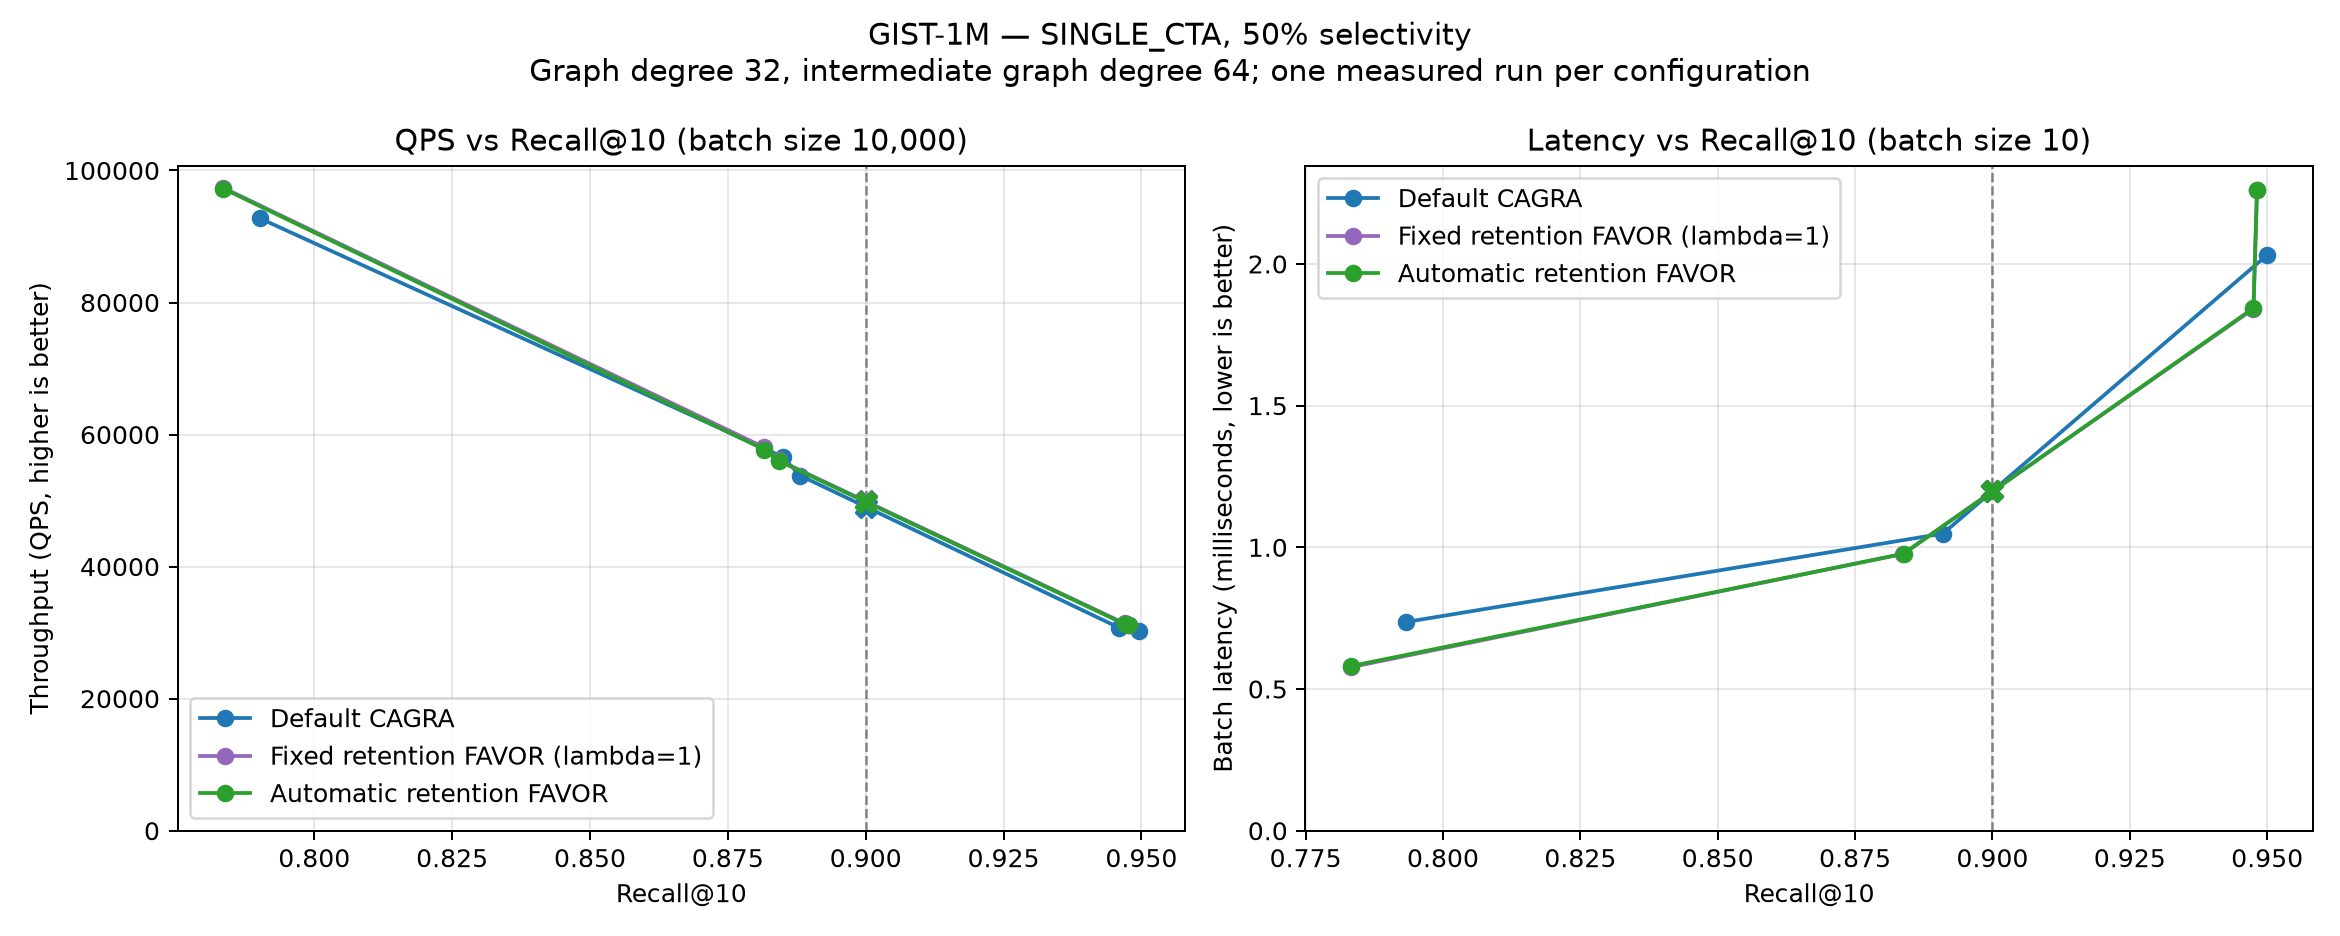 GIST-1M — SINGLE_CTA, 50% selectivity
Graph degree 32, intermediate graph degree 64; one measured run per configuration
QPS vs Recall@10 (batch size 10,000)
Throughput (QPS, higher is better)
100000
80000
60000
40000
20000
0
Default CAGRA
Fixed retention FAVOR (lambda=1)
Automatic retention FAVOR
0.800 0.825 0.850 0.875 0.900 0.925 0.950
Recall@10
Latency vs Recall@10 (batch size 10)
Batch latency (milliseconds, lower is better)
Default CAGRA
Fixed retention FAVOR (lambda=1)
Automatic retention FAVOR
2.0
1.5
1.0
0.5
0.0
0.775 0.800 0.825 0.850 0.875 0.900 0.925 0.950
Recall@10